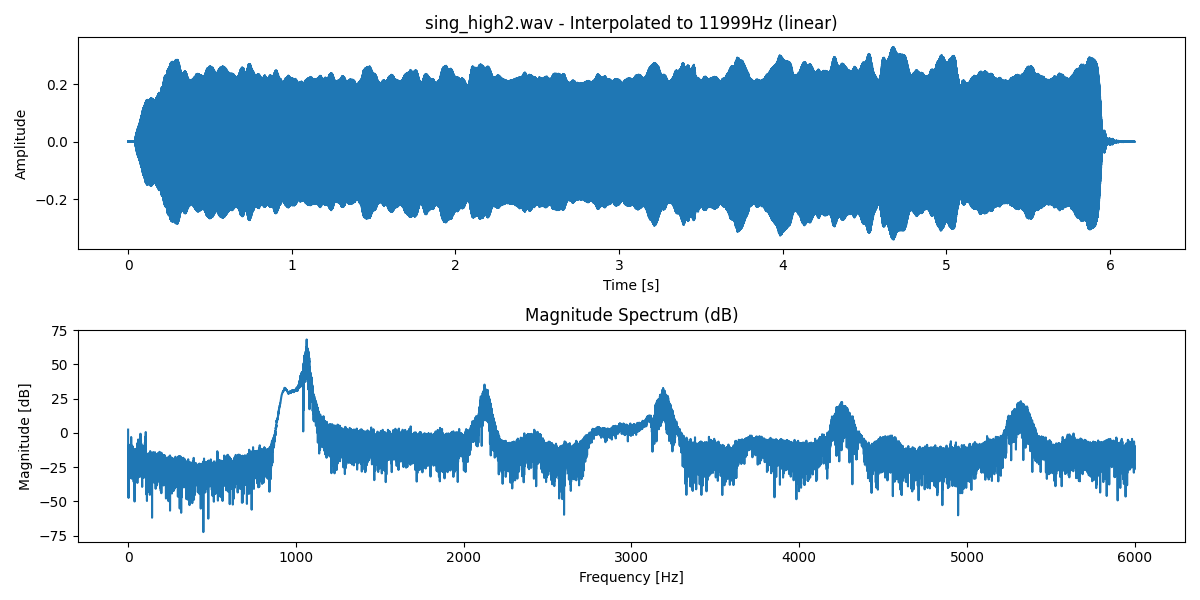 sing_high2.wav - Interpolated to 11999Hz (linear)
Amplitude
0.2
0.0
−0.2
0 1 2 3 4 5 6
Time [s]
Magnitude Spectrum (dB)
Magnitude [dB]
75
50
25
0
−25
−50
−75
0 1000 2000 3000 4000 5000 6000
Frequency [Hz]